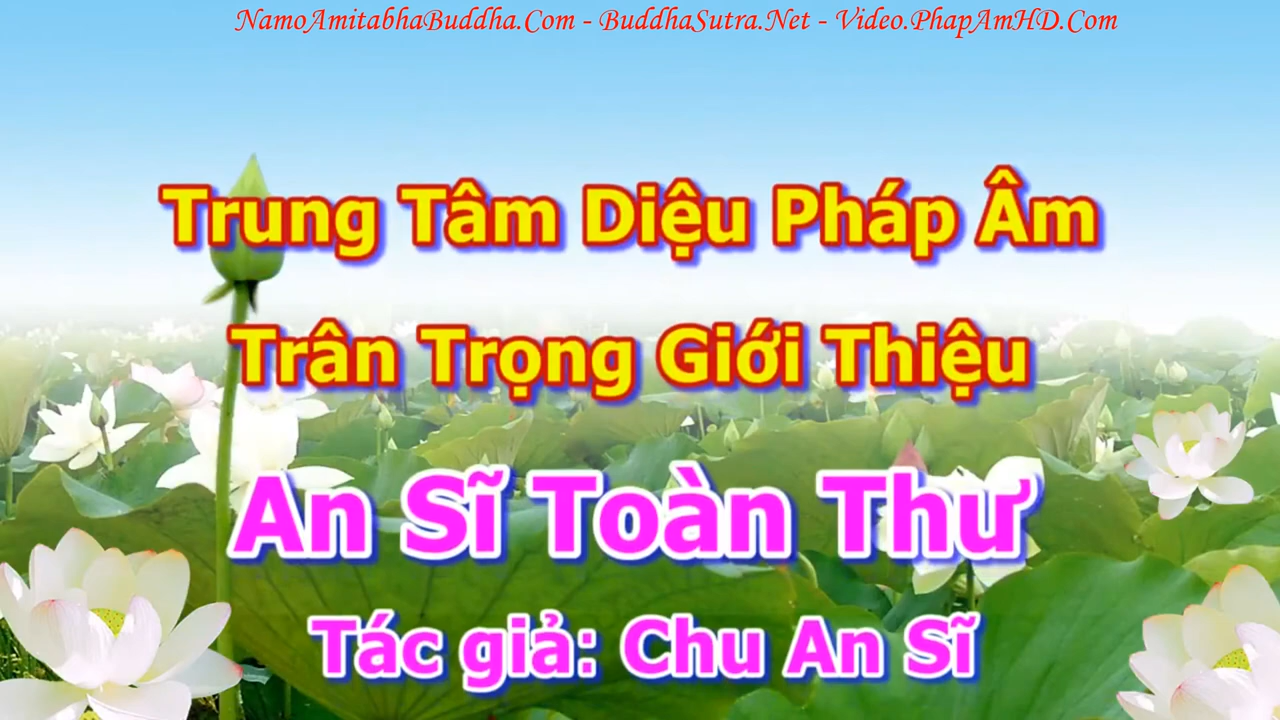 NamoAmitabhaBuddha.Com - BuddhaSutra.Net - Video.PhapAmHD.Com
Trung Tâm Diệu Pháp Âm
Trân Trọng Giới Thiệu
An Sĩ Toàn Thư
Tác giả: Chu An Sĩ